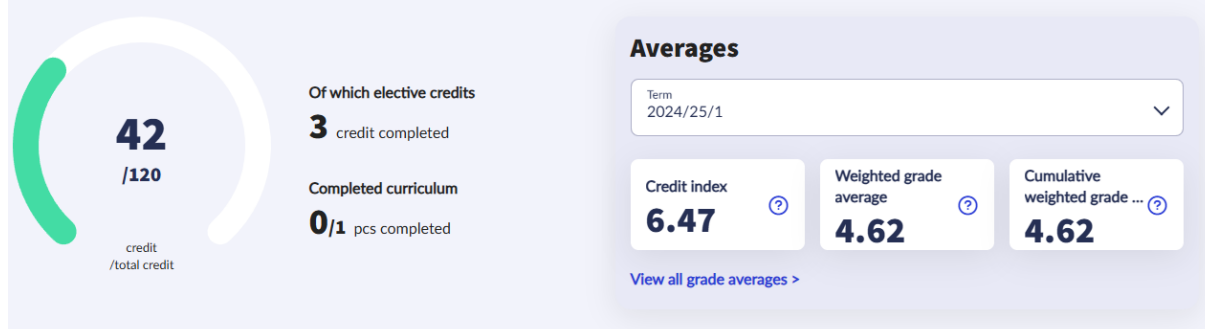 42
/120
credit
/total credit
Of which elective credits
3 credit completed
Completed curriculum
0/1 pcs completed
Averages
Term
2024/25/1
Credit index
6.47
?
Weighted grade
average
4.62
?
Cumulative
weighted grade ...
4.62
?
View all grade averages >